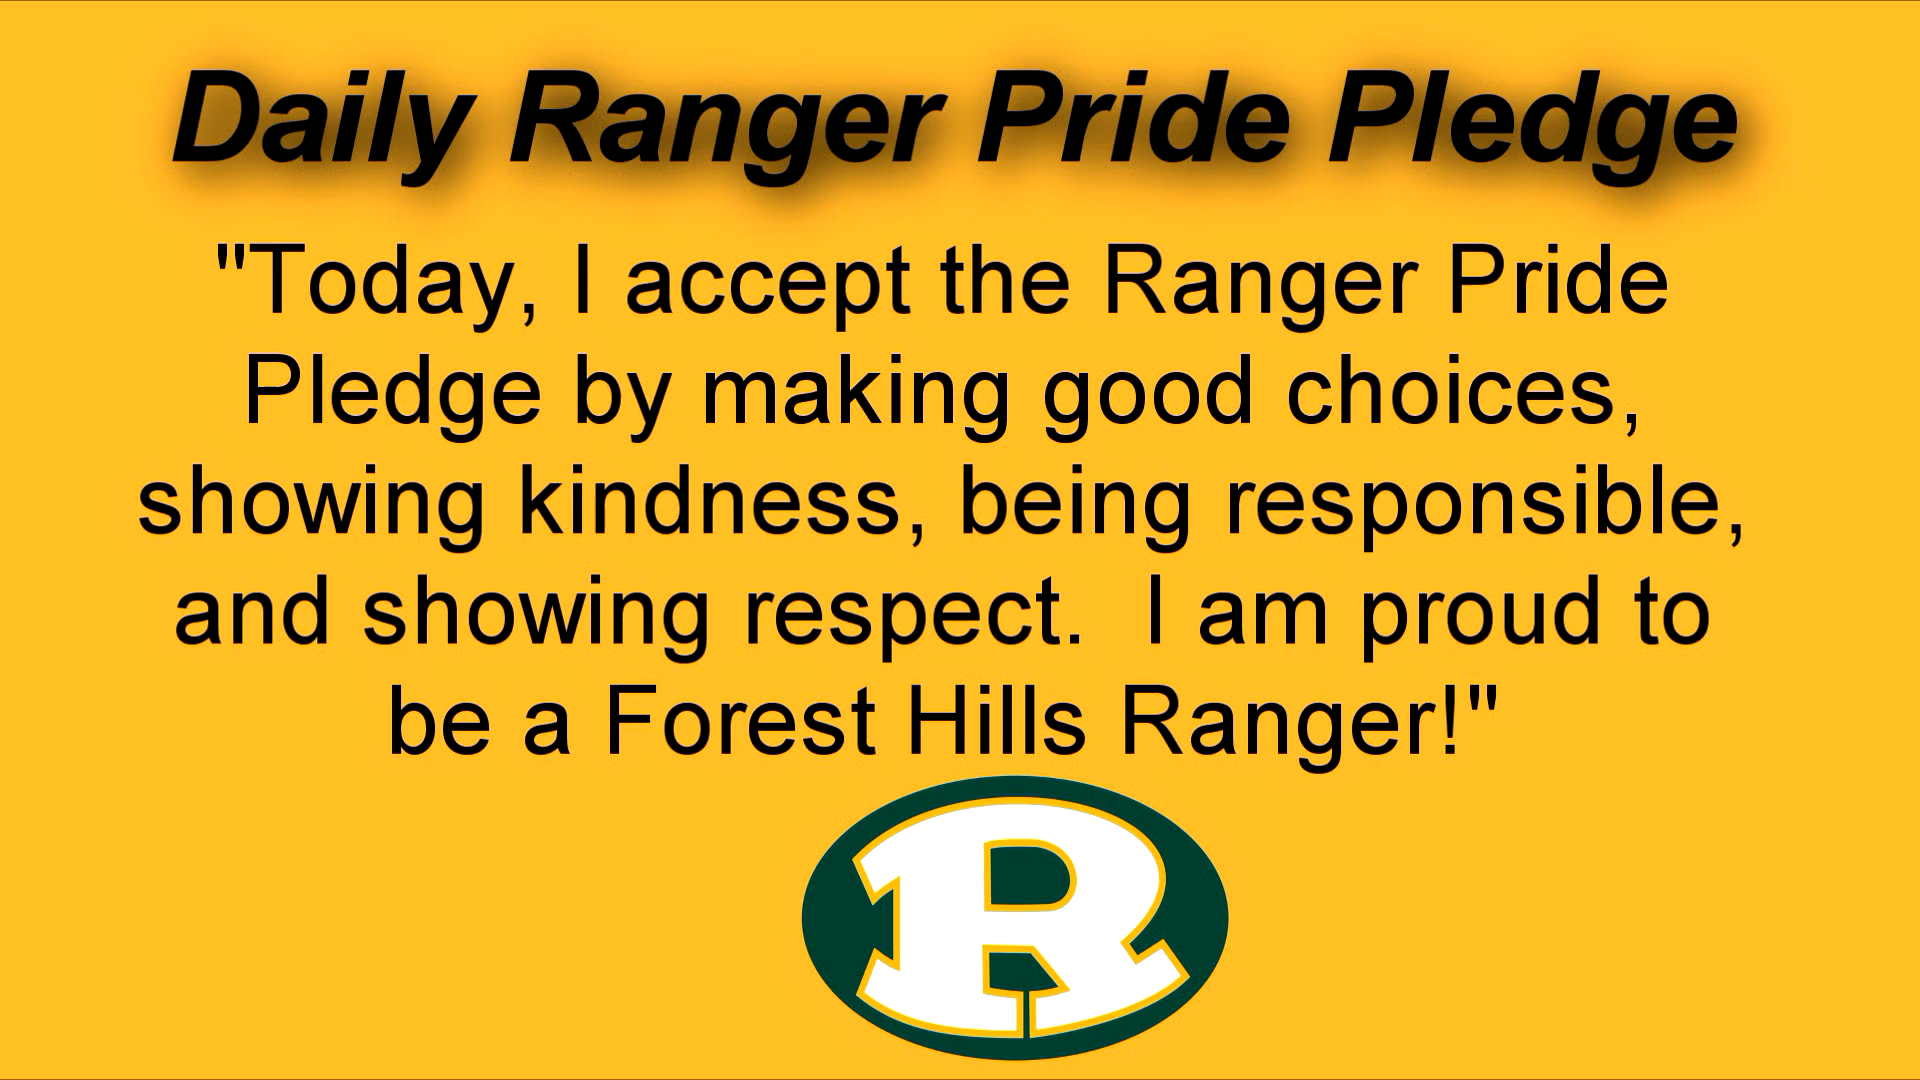 Daily Ranger Pride Pledge
"Today, I accept the Ranger Pride
Pledge by making good choices,
showing kindness, being responsible,
and showing respect.  I am proud to
be a Forest Hills Ranger!"
R